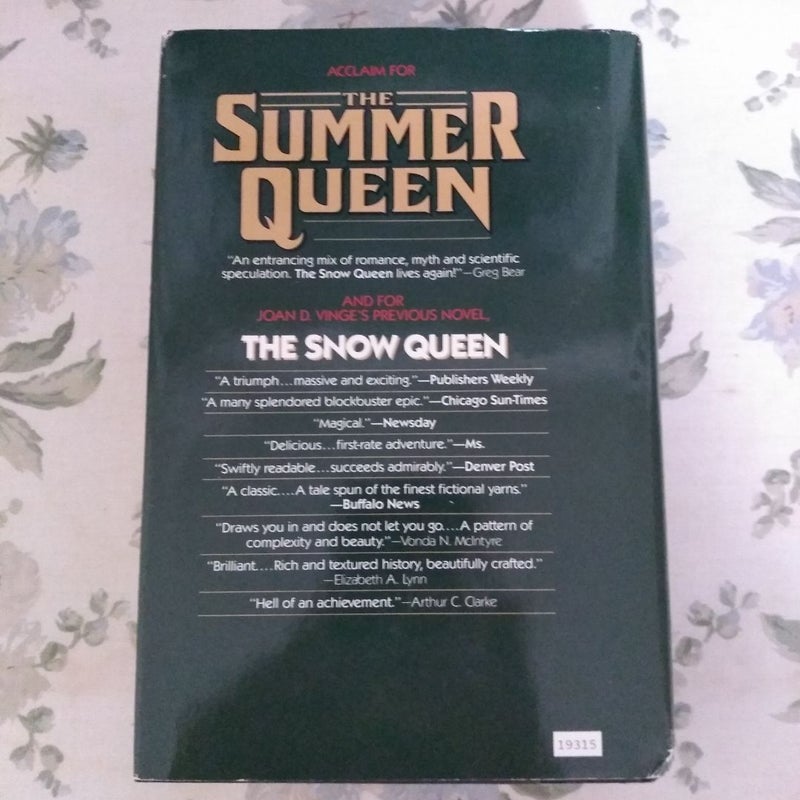 ACCLAIM FOR
THE
SUMMER
QUEEN
“An entrancing mix of romance, myth and scientific
speculation. The Snow Queen lives again!”—Greg Bear
AND FOR
JOAN D. VINGE'S PREVIOUS NOVEL,
THE SNOW QUEEN
“A triumph...massive and exciting.”—Publishers Weekly
“A many splendored blockbuster epic.”—Chicago Sun-Times
“Magical.”—Newsday
“Delicious...first-rate adventure.”—Ms.
“Swiftly readable...succeeds admirably.”—Denver Post
“A classic....A tale spun of the finest fictional yarns.”
—Buffalo News
“Draws you in and does not let you go....A pattern of
complexity and beauty.”—Vonda N. McIntyre
“Brilliant....Rich and textured history, beautifully crafted.”
—Elizabeth A. Lynn
“Hell of an achievement.”—Arthur C. Clarke
19315